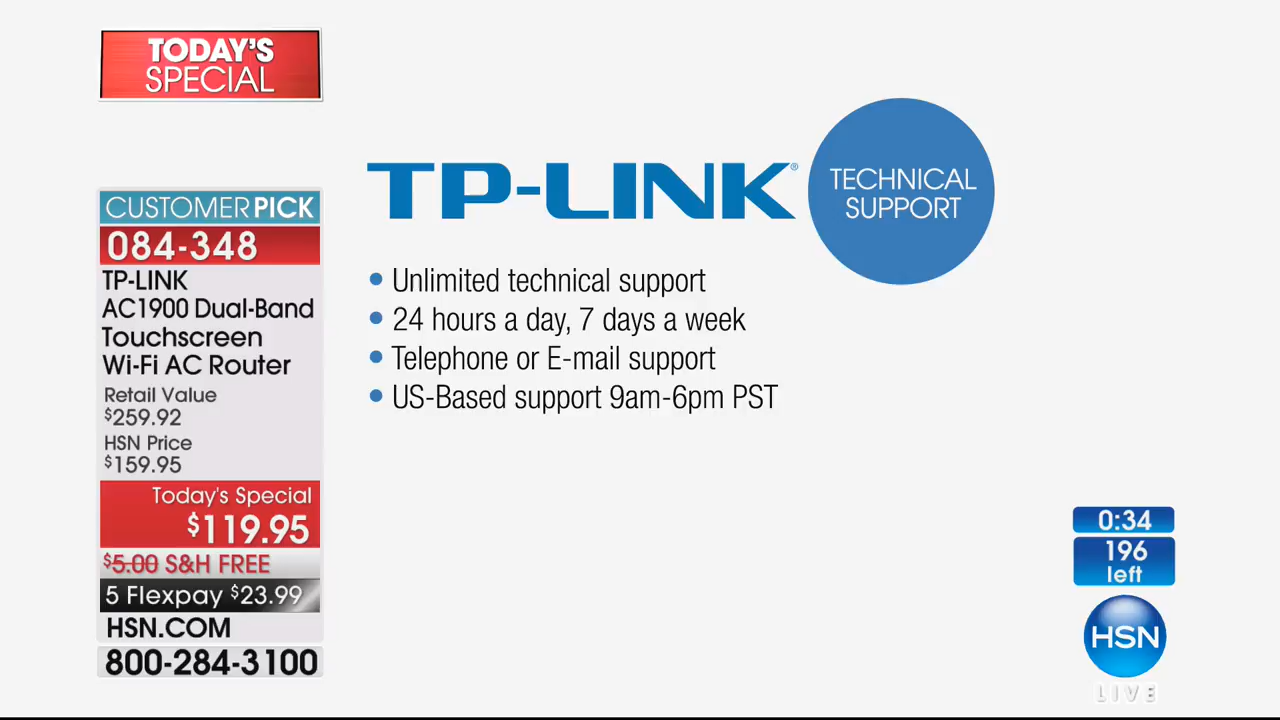 TODAY'S
SPECIAL
CUSTOMER PICK
084-348
TP-LINK
AC1900 Dual-Band
Touchscreen
Wi-Fi AC Router
Retail Value
$259.92
HSN Price
$159.95
Today's Special
$119.95
$5.00 S&H FREE
5 Flexpay $23.99
HSN.COM
800-284-3100
TP-LINK®
TECHNICAL
SUPPORT
• Unlimited technical support
• 24 hours a day, 7 days a week
• Telephone or E-mail support
• US-Based support 9am-6pm PST
0:34
196
left
HSN
LIVE